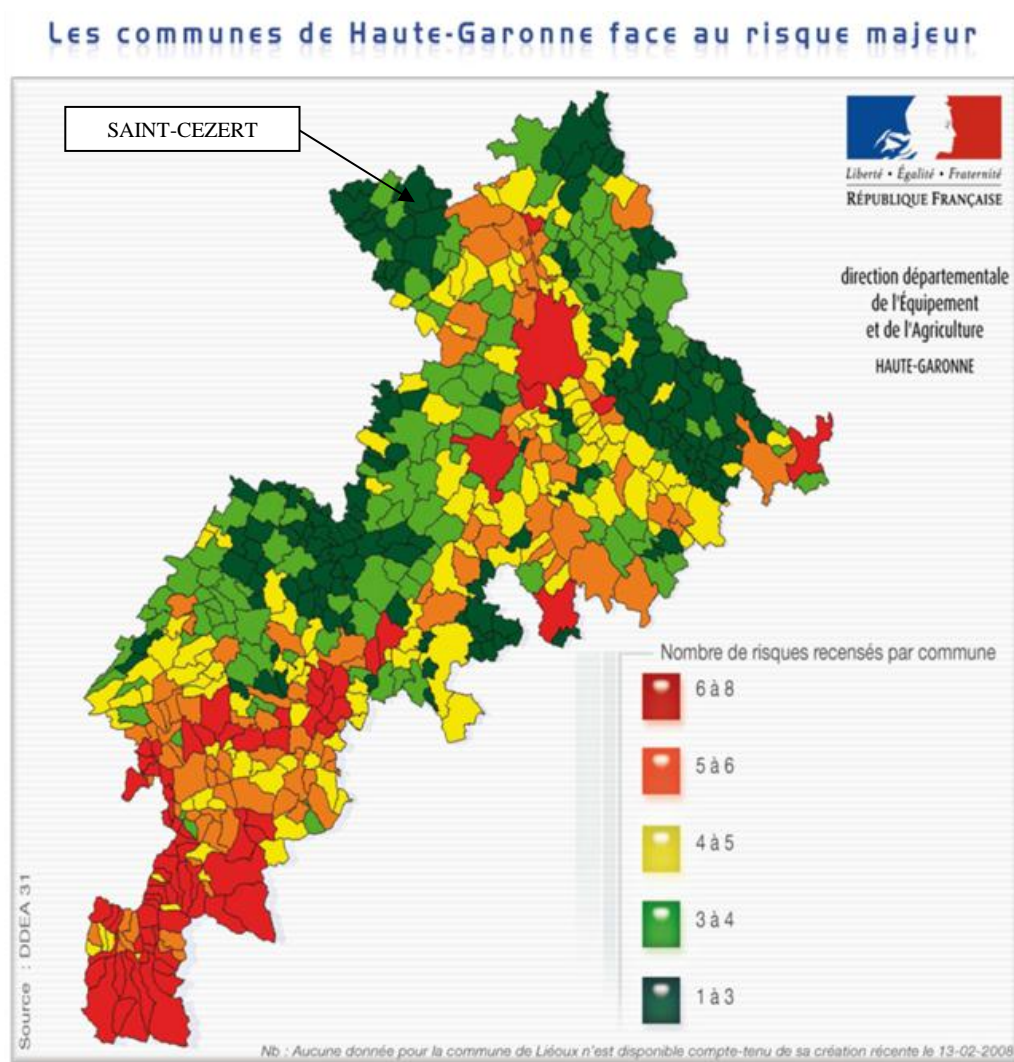 Les communes de Haute-Garonne face au risque majeur
SAINT-CEZERT
Liberté • Égalité • Fraternité
RÉPUBLIQUE FRANÇAISE
direction départementale
de l'Équipement
et de l'Agriculture
HAUTE-GARONNE
Nombre de risques recensés par commune
6 à 8
5 à 6
4 à 5
3 à 4
1 à 3
Source : DDEA 31
Nb : Aucune donnée pour la commune de Liéoux n'est disponible compte-tenu de sa création récente le 13-02-2008